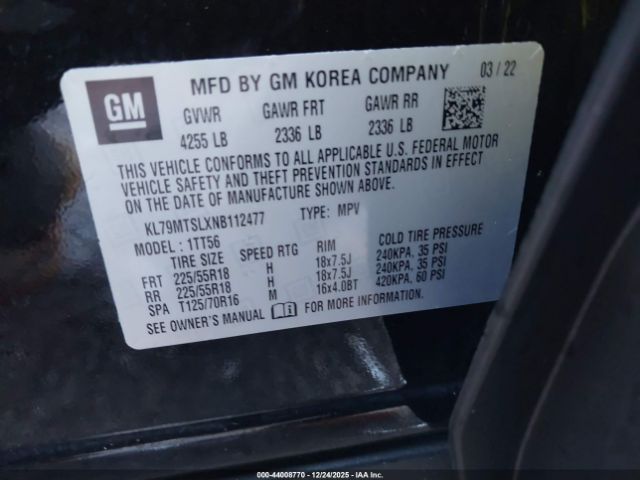 GM
MFD BY GM KOREA COMPANY 03 / 22
GVWR GAWR FRT GAWR RR
4255 LB 2336 LB 2336 LB
THIS VEHICLE CONFORMS TO ALL APPLICABLE U.S. FEDERAL MOTOR
VEHICLE SAFETY AND THEFT PREVENTION STANDARDS IN EFFECT
ON THE DATE OF MANUFACTURE SHOWN ABOVE.
KL79MTSLXNB112477 TYPE: MPV
MODEL: 1TT56
TIRE SIZE SPEED RTG RIM COLD TIRE PRESSURE
FRT 225/55R18 H 18x7.5J 240KPA, 35 PSI
RR 225/55R18 H 18x7.5J 240KPA, 35 PSI
SPA T125/70R16 M 16x4.0BT 420KPA, 60 PSI
SEE OWNER'S MANUAL FOR MORE INFORMATION.
000-44008770 - 12/24/2025 - IAAI.COM